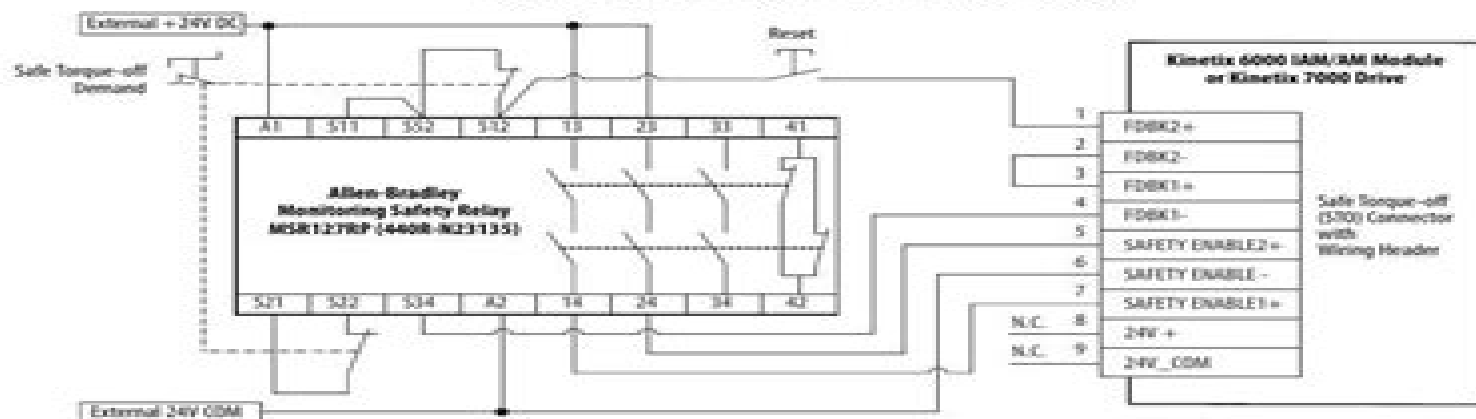 External + 24V DC
Reset
Safe Torque-off
Demand
Kinetix 6000 IAM/AM Module
or Kinetix 7000 Drive
A1 S11 S52 S12 13 23 33 41
Allen-Bradley
Monitoring Safety Relay
MSR127RP (440R-N23135)
S21 S22 S34 A2 14 24 34 42
1 FDBK2+
2 FDBK2-
3 FDBK1+
4 FDBK1-
5 SAFETY ENABLE2+
6 SAFETY ENABLE -
7 SAFETY ENABLE1+
N.C. 8 24V +
N.C. 9 24V_COM
Safe Torque-off
(STO) Connector
with
Wiring Header
External 24V COM